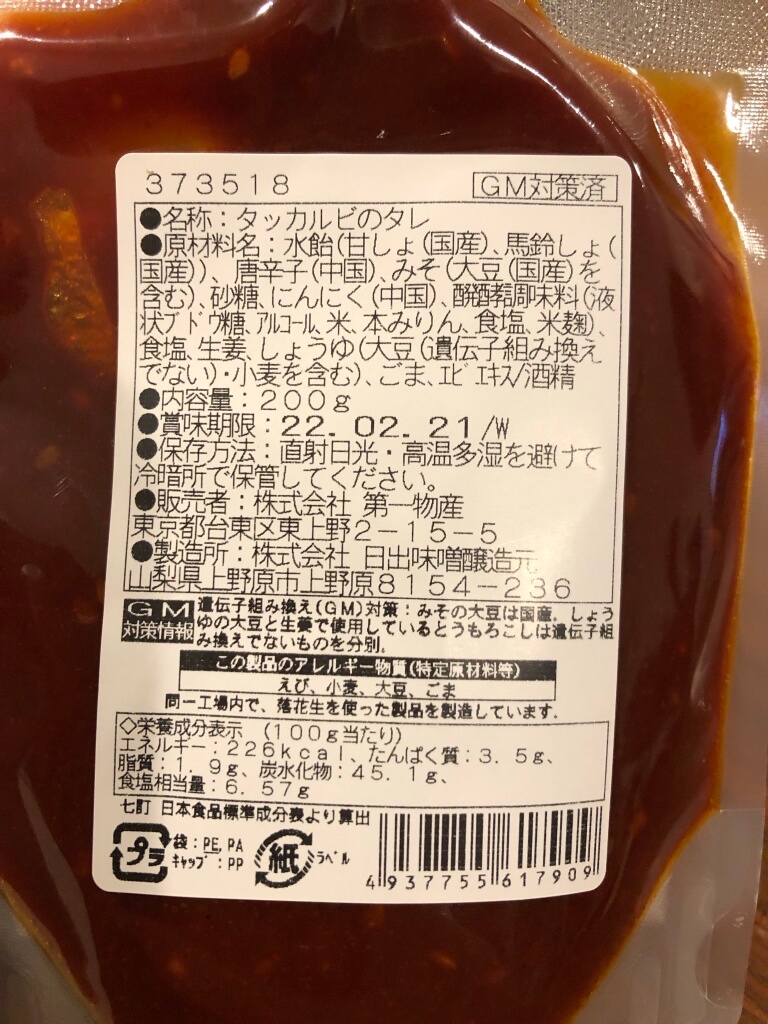 373518
GM対策済
●名称：タッカルビのタレ
●原材料名：水飴(甘しょ(国産)、馬鈴しょ(
国産))、唐辛子(中国)、みそ(大豆(国産)を
含む)、砂糖、にんにく(中国)、醗酵調味料(液
状ブドウ糖、アルコール、米、本みりん、食塩、米麹)、
食塩、生姜、しょうゆ(大豆(遺伝子組み換え
でない)・小麦を含む)、ごま、エビエキス/酒精
●内容量：200g
●賞味期限：22.02.21/W
●保存方法：直射日光・高温多湿を避けて
冷暗所で保管してください。
●販売者：株式会社 第一物産
東京都台東区東上野2-15-5
●製造所：株式会社 日出味噌醸造元
山梨県上野原市上野原8154-236
GM対策情報
遺伝子組み換え(GM)対策：みその大豆は国産。しょう
ゆの大豆と生姜で使用しているとうもろこしは遺伝子組
み換えでないものを分別。
この製品のアレルギー物質(特定原材料等)
えび、小麦、大豆、ごま
同一工場内で、落花生を使った製品を製造しています。
◇栄養成分表示 (100g当たり)
エネルギー：226kcal、たんぱく質：3.5g、
脂質：1.9g、炭水化物：45.1g、
食塩相当量：6.57g
七訂 日本食品標準成分表より算出
プラ 袋：PE,PA
キャップ：PP
紙 ラベル
4937755617909